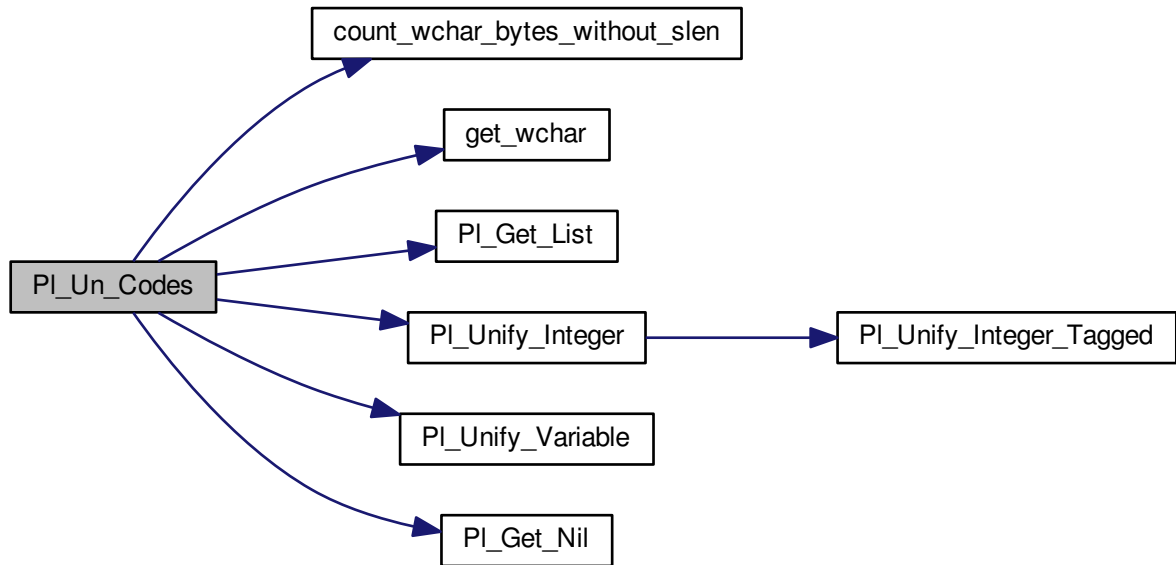 count_wchar_bytes_without_slen
get_wchar
Pl_Get_List
Pl_Un_Codes
Pl_Unify_Integer
Pl_Unify_Integer_Tagged
Pl_Unify_Variable
Pl_Get_Nil